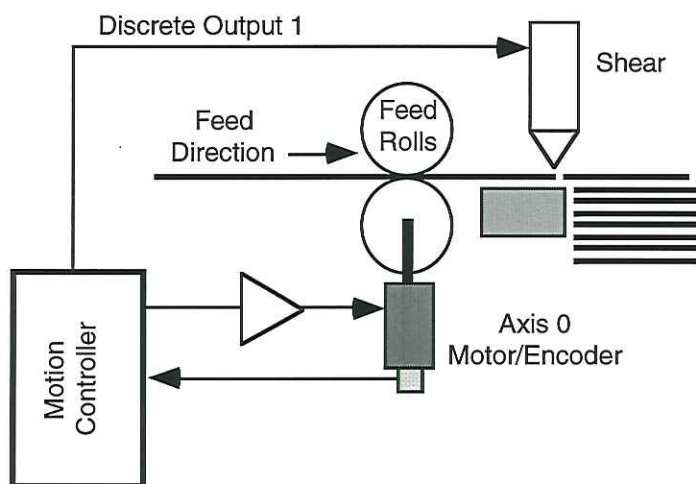 Discrete Output 1
Shear
Feed
Direction
Feed
Rolls
Axis 0
Motor/Encoder
Motion
Controller